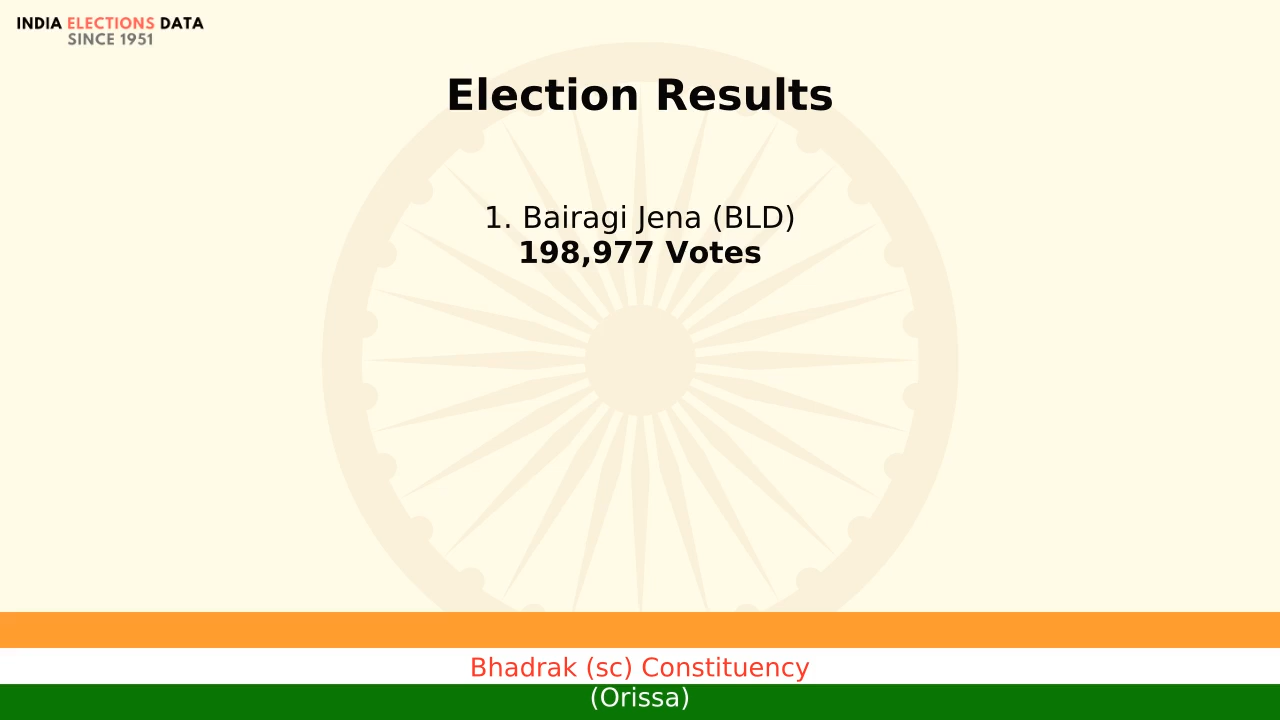 INDIA ELECTIONS DATA
SINCE 1951
Election Results
1. Bairagi Jena (BLD)
198,977 Votes
Bhadrak (sc) Constituency
(Orissa)